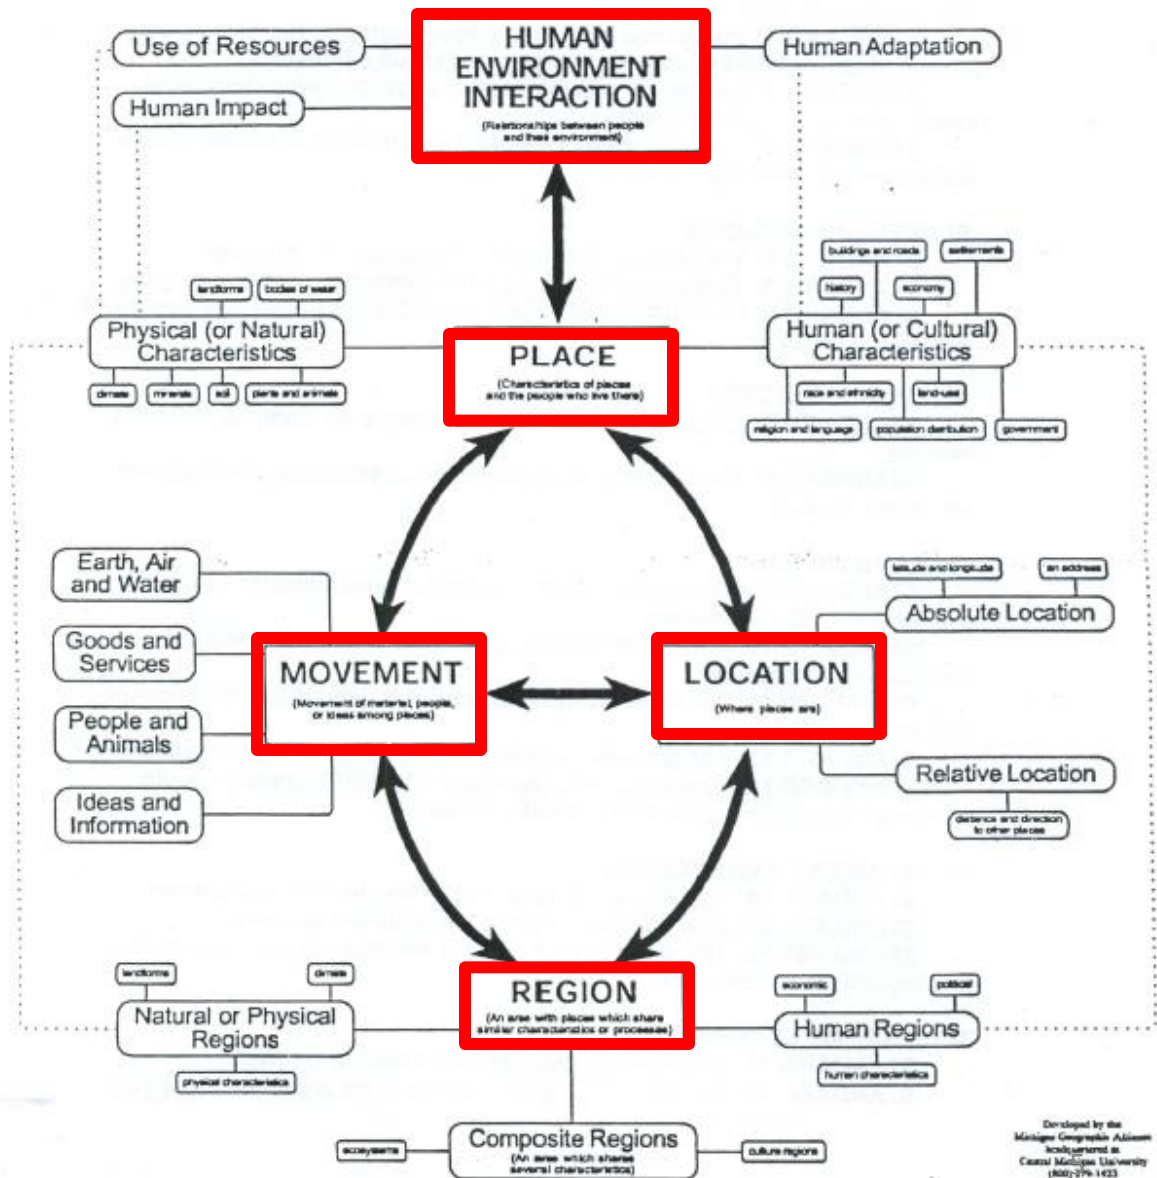 Use of Resources
HUMAN
ENVIRONMENT
INTERACTION
(Relationships between people
and their environment)
Human Adaptation
Human Impact
buildings and roads
settlements
landforms
bodies of water
history
economy
Physical (or Natural)
Characteristics
PLACE
(Characteristics of places
and the people who live there)
Human (or Cultural)
Characteristics
climate
minerals
soil
plants and animals
race and ethnicity
land-use
religion and language
population distribution
government
Earth, Air
and Water
Goods and
Services
People and
Animals
Ideas and
Information
MOVEMENT
(Movement of material, people,
or ideas among places)
LOCATION
(Where places are)
latitude and longitude
an address
Absolute Location
Relative Location
distance and direction
to other places
landforms
climate
Natural or Physical
Regions
physical characteristics
REGION
(An area with places which share
similar characteristics or processes)
economic
political
Human Regions
human characteristics
ecosystems
Composite Regions
(An area which shares
several characteristics)
culture regions
Developed by the
Michigan Geographic Alliance
headquartered at
Central Michigan University
(800) 279-1423